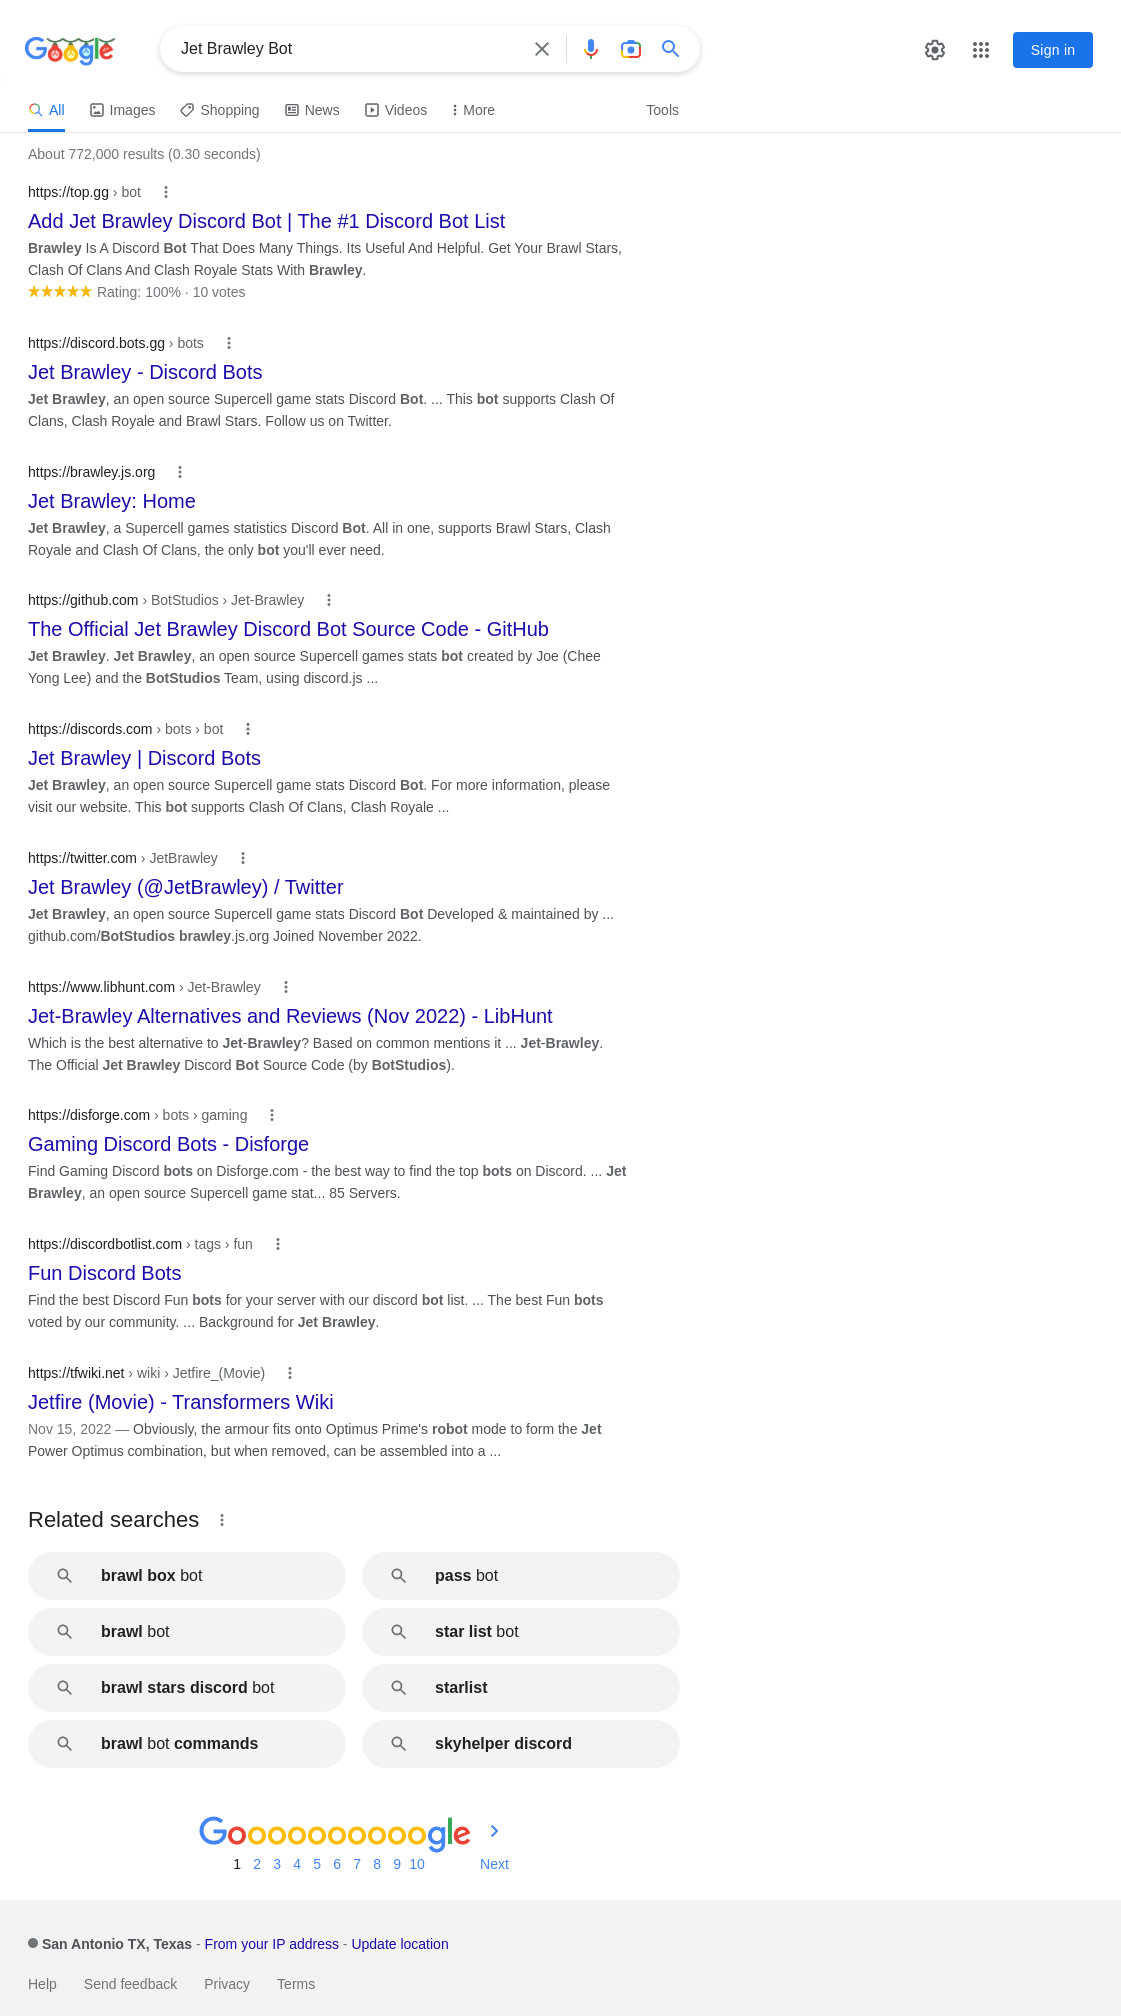 Google
Jet Brawley Bot
Sign in
All Images Shopping News Videos More Tools
About 772,000 results (0.30 seconds)
https://top.gg › bot
Add Jet Brawley Discord Bot | The #1 Discord Bot List
Brawley Is A Discord Bot That Does Many Things. Its Useful And Helpful. Get Your Brawl Stars,
Clash Of Clans And Clash Royale Stats With Brawley.
Rating: 100% · 10 votes
https://discord.bots.gg › bots
Jet Brawley - Discord Bots
Jet Brawley, an open source Supercell game stats Discord Bot. ... This bot supports Clash Of
Clans, Clash Royale and Brawl Stars. Follow us on Twitter.
https://brawley.js.org
Jet Brawley: Home
Jet Brawley, a Supercell games statistics Discord Bot. All in one, supports Brawl Stars, Clash
Royale and Clash Of Clans, the only bot you'll ever need.
https://github.com › BotStudios › Jet-Brawley
The Official Jet Brawley Discord Bot Source Code - GitHub
Jet Brawley. Jet Brawley, an open source Supercell games stats bot created by Joe (Chee
Yong Lee) and the BotStudios Team, using discord.js ...
https://discords.com › bots › bot
Jet Brawley | Discord Bots
Jet Brawley, an open source Supercell game stats Discord Bot. For more information, please
visit our website. This bot supports Clash Of Clans, Clash Royale ...
https://twitter.com › JetBrawley
Jet Brawley (@JetBrawley) / Twitter
Jet Brawley, an open source Supercell game stats Discord Bot Developed & maintained by ...
github.com/BotStudios brawley.js.org Joined November 2022.
https://www.libhunt.com › Jet-Brawley
Jet-Brawley Alternatives and Reviews (Nov 2022) - LibHunt
Which is the best alternative to Jet-Brawley? Based on common mentions it ... Jet-Brawley.
The Official Jet Brawley Discord Bot Source Code (by BotStudios).
https://disforge.com › bots › gaming
Gaming Discord Bots - Disforge
Find Gaming Discord bots on Disforge.com - the best way to find the top bots on Discord. ... Jet
Brawley, an open source Supercell game stat... 85 Servers.
https://discordbotlist.com › tags › fun
Fun Discord Bots
Find the best Discord Fun bots for your server with our discord bot list. ... The best Fun bots
voted by our community. ... Background for Jet Brawley.
https://tfwiki.net › wiki › Jetfire_(Movie)
Jetfire (Movie) - Transformers Wiki
Nov 15, 2022 — Obviously, the armour fits onto Optimus Prime's robot mode to form the Jet
Power Optimus combination, but when removed, can be assembled into a ...
Related searches
brawl box bot
pass bot
brawl bot
star list bot
brawl stars discord bot
starlist
brawl bot commands
skyhelper discord
Goooooooooogle
1 2 3 4 5 6 7 8 9 10 Next
San Antonio TX, Texas - From your IP address - Update location
Help Send feedback Privacy Terms